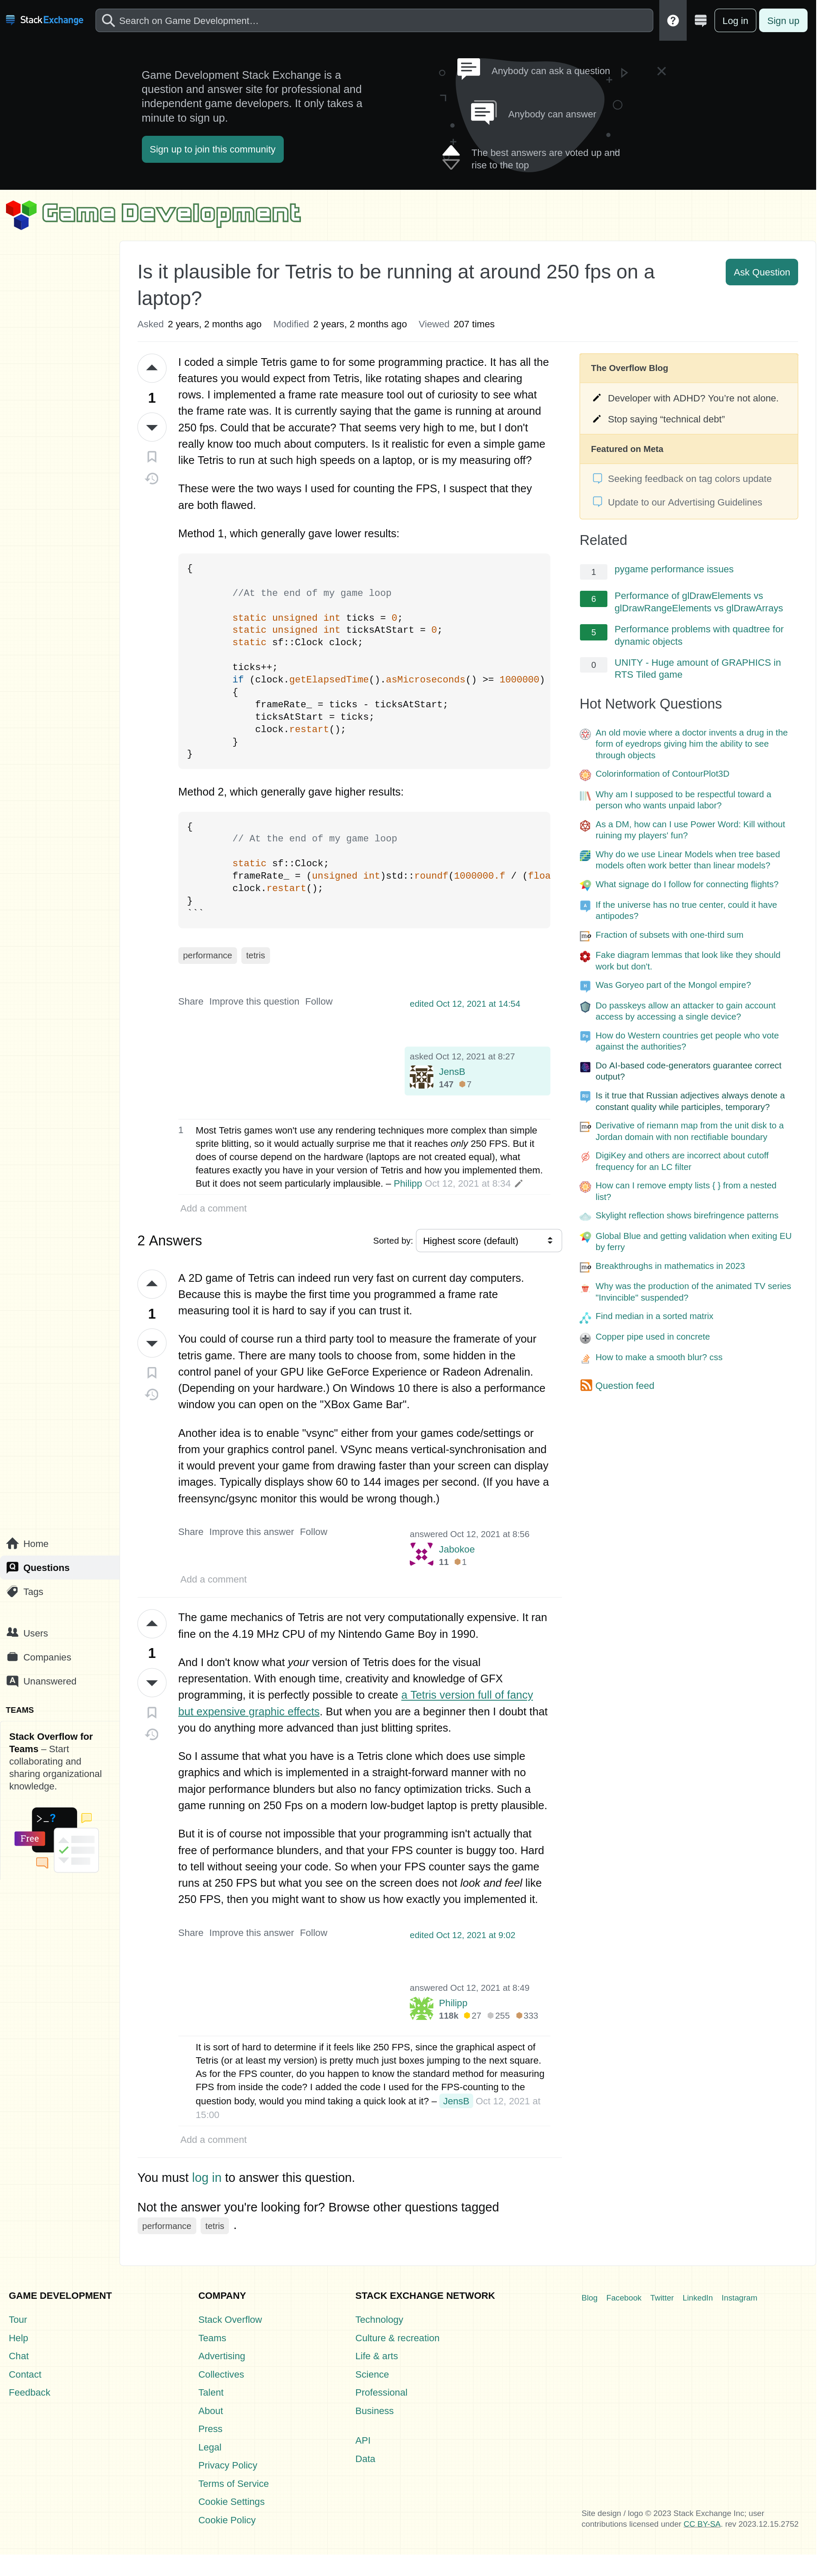 StackExchange
Search on Game Development…
Log in
Sign up
Game Development Stack Exchange is a
question and answer site for professional and
independent game developers. It only takes a
minute to sign up.
Sign up to join this community
Anybody can ask a question
Anybody can answer
The best answers are voted up and
rise to the top
Game Development
Is it plausible for Tetris to be running at around 250 fps on a
laptop?
Ask Question
Asked 2 years, 2 months ago Modified 2 years, 2 months ago Viewed 207 times
1
I coded a simple Tetris game to for some programming practice. It has all the
features you would expect from Tetris, like rotating shapes and clearing
rows. I implemented a frame rate measure tool out of curiosity to see what
the frame rate was. It is currently saying that the game is running at around
250 fps. Could that be accurate? That seems very high to me, but I don't
really know too much about computers. Is it realistic for even a simple game
like Tetris to run at such high speeds on a laptop, or is my measuring off?
These were the two ways I used for counting the FPS, I suspect that they
are both flawed.
Method 1, which generally gave lower results:
{
//At the end of my game loop
static unsigned int ticks = 0;
static unsigned int ticksAtStart = 0;
static sf::Clock clock;
ticks++;
if (clock.getElapsedTime().asMicroseconds() >= 1000000)
{
frameRate_ = ticks - ticksAtStart;
ticksAtStart = ticks;
clock.restart();
}
}
Method 2, which generally gave higher results:
{
// At the end of my game loop
static sf::Clock;
frameRate_ = (unsigned int)std::roundf(1000000.f / (floa
clock.restart();
}
```
performance tetris
Share Improve this question Follow
edited Oct 12, 2021 at 14:54
asked Oct 12, 2021 at 8:27
JensB
147 7
1
Most Tetris games won't use any rendering techniques more complex than simple
sprite blitting, so it would actually surprise me that it reaches only 250 FPS. But it
does of course depend on the hardware (laptops are not created equal), what
features exactly you have in your version of Tetris and how you implemented them.
But it does not seem particularly implausible. – Philipp Oct 12, 2021 at 8:34
Add a comment
2 Answers
Sorted by: Highest score (default)
1
A 2D game of Tetris can indeed run very fast on current day computers.
Because this is maybe the first time you programmed a frame rate
measuring tool it is hard to say if you can trust it.
You could of course run a third party tool to measure the framerate of your
tetris game. There are many tools to choose from, some hidden in the
control panel of your GPU like GeForce Experience or Radeon Adrenalin.
(Depending on your hardware.) On Windows 10 there is also a performance
window you can open on the "XBox Game Bar".
Another idea is to enable "vsync" either from your games code/settings or
from your graphics control panel. VSync means vertical-synchronisation and
it would prevent your game from drawing faster than your screen can display
images. Typically displays show 60 to 144 images per second. (If you have a
freensync/gsync monitor this would be wrong though.)
Share Improve this answer Follow
answered Oct 12, 2021 at 8:56
Jabokoe
11 1
Add a comment
1
The game mechanics of Tetris are not very computationally expensive. It ran
fine on the 4.19 MHz CPU of my Nintendo Game Boy in 1990.
And I don't know what your version of Tetris does for the visual
representation. With enough time, creativity and knowledge of GFX
programming, it is perfectly possible to create a Tetris version full of fancy
but expensive graphic effects. But when you are a beginner then I doubt that
you do anything more advanced than just blitting sprites.
So I assume that what you have is a Tetris clone which does use simple
graphics and which is implemented in a straight-forward manner with no
major performance blunders but also no fancy optimization tricks. Such a
game running on 250 Fps on a modern low-budget laptop is pretty plausible.
But it is of course not impossible that your programming isn't actually that
free of performance blunders, and that your FPS counter is buggy too. Hard
to tell without seeing your code. So when your FPS counter says the game
runs at 250 FPS but what you see on the screen does not look and feel like
250 FPS, then you might want to show us how exactly you implemented it.
Share Improve this answer Follow
edited Oct 12, 2021 at 9:02
answered Oct 12, 2021 at 8:49
Philipp
118k 27 255 333
It is sort of hard to determine if it feels like 250 FPS, since the graphical aspect of
Tetris (or at least my version) is pretty much just boxes jumping to the next square.
As for the FPS counter, do you happen to know the standard method for measuring
FPS from inside the code? I added the code I used for the FPS-counting to the
question body, would you mind taking a quick look at it? – JensB Oct 12, 2021 at
15:00
Add a comment
You must log in to answer this question.
Not the answer you're looking for? Browse other questions tagged
performance tetris .
The Overflow Blog
Developer with ADHD? You're not alone.
Stop saying “technical debt”
Featured on Meta
Seeking feedback on tag colors update
Update to our Advertising Guidelines
Related
1 pygame performance issues
6 Performance of glDrawElements vs
glDrawRangeElements vs glDrawArrays
5 Performance problems with quadtree for
dynamic objects
0 UNITY - Huge amount of GRAPHICS in
RTS Tiled game
Hot Network Questions
An old movie where a doctor invents a drug in the
form of eyedrops giving him the ability to see
through objects
Colorinformation of ContourPlot3D
Why am I supposed to be respectful toward a
person who wants unpaid labor?
As a DM, how can I use Power Word: Kill without
ruining my players' fun?
Why do we use Linear Models when tree based
models often work better than linear models?
What signage do I follow for connecting flights?
If the universe has no true center, could it have
antipodes?
Fraction of subsets with one-third sum
Fake diagram lemmas that look like they should
work but don't.
Was Goryeo part of the Mongol empire?
Do passkeys allow an attacker to gain account
access by accessing a single device?
How do Western countries get people who vote
against the authorities?
Do AI-based code-generators guarantee correct
output?
Is it true that Russian adjectives always denote a
constant quality while participles, temporary?
Derivative of riemann map from the unit disk to a
Jordan domain with non rectifiable boundary
DigiKey and others are incorrect about cutoff
frequency for an LC filter
How can I remove empty lists { } from a nested
list?
Skylight reflection shows birefringence patterns
Global Blue and getting validation when exiting EU
by ferry
Breakthroughs in mathematics in 2023
Why was the production of the animated TV series
"Invincible" suspended?
Find median in a sorted matrix
Copper pipe used in concrete
How to make a smooth blur? css
Question feed
Home
Questions
Tags
Users
Companies
Unanswered
TEAMS
Stack Overflow for
Teams – Start
collaborating and
sharing organizational
knowledge.
>_?
Free
GAME DEVELOPMENT
Tour
Help
Chat
Contact
Feedback
COMPANY
Stack Overflow
Teams
Advertising
Collectives
Talent
About
Press
Legal
Privacy Policy
Terms of Service
Cookie Settings
Cookie Policy
STACK EXCHANGE NETWORK
Technology
Culture & recreation
Life & arts
Science
Professional
Business
API
Data
Blog Facebook Twitter LinkedIn Instagram
Site design / logo © 2023 Stack Exchange Inc; user
contributions licensed under CC BY-SA. rev 2023.12.15.2752